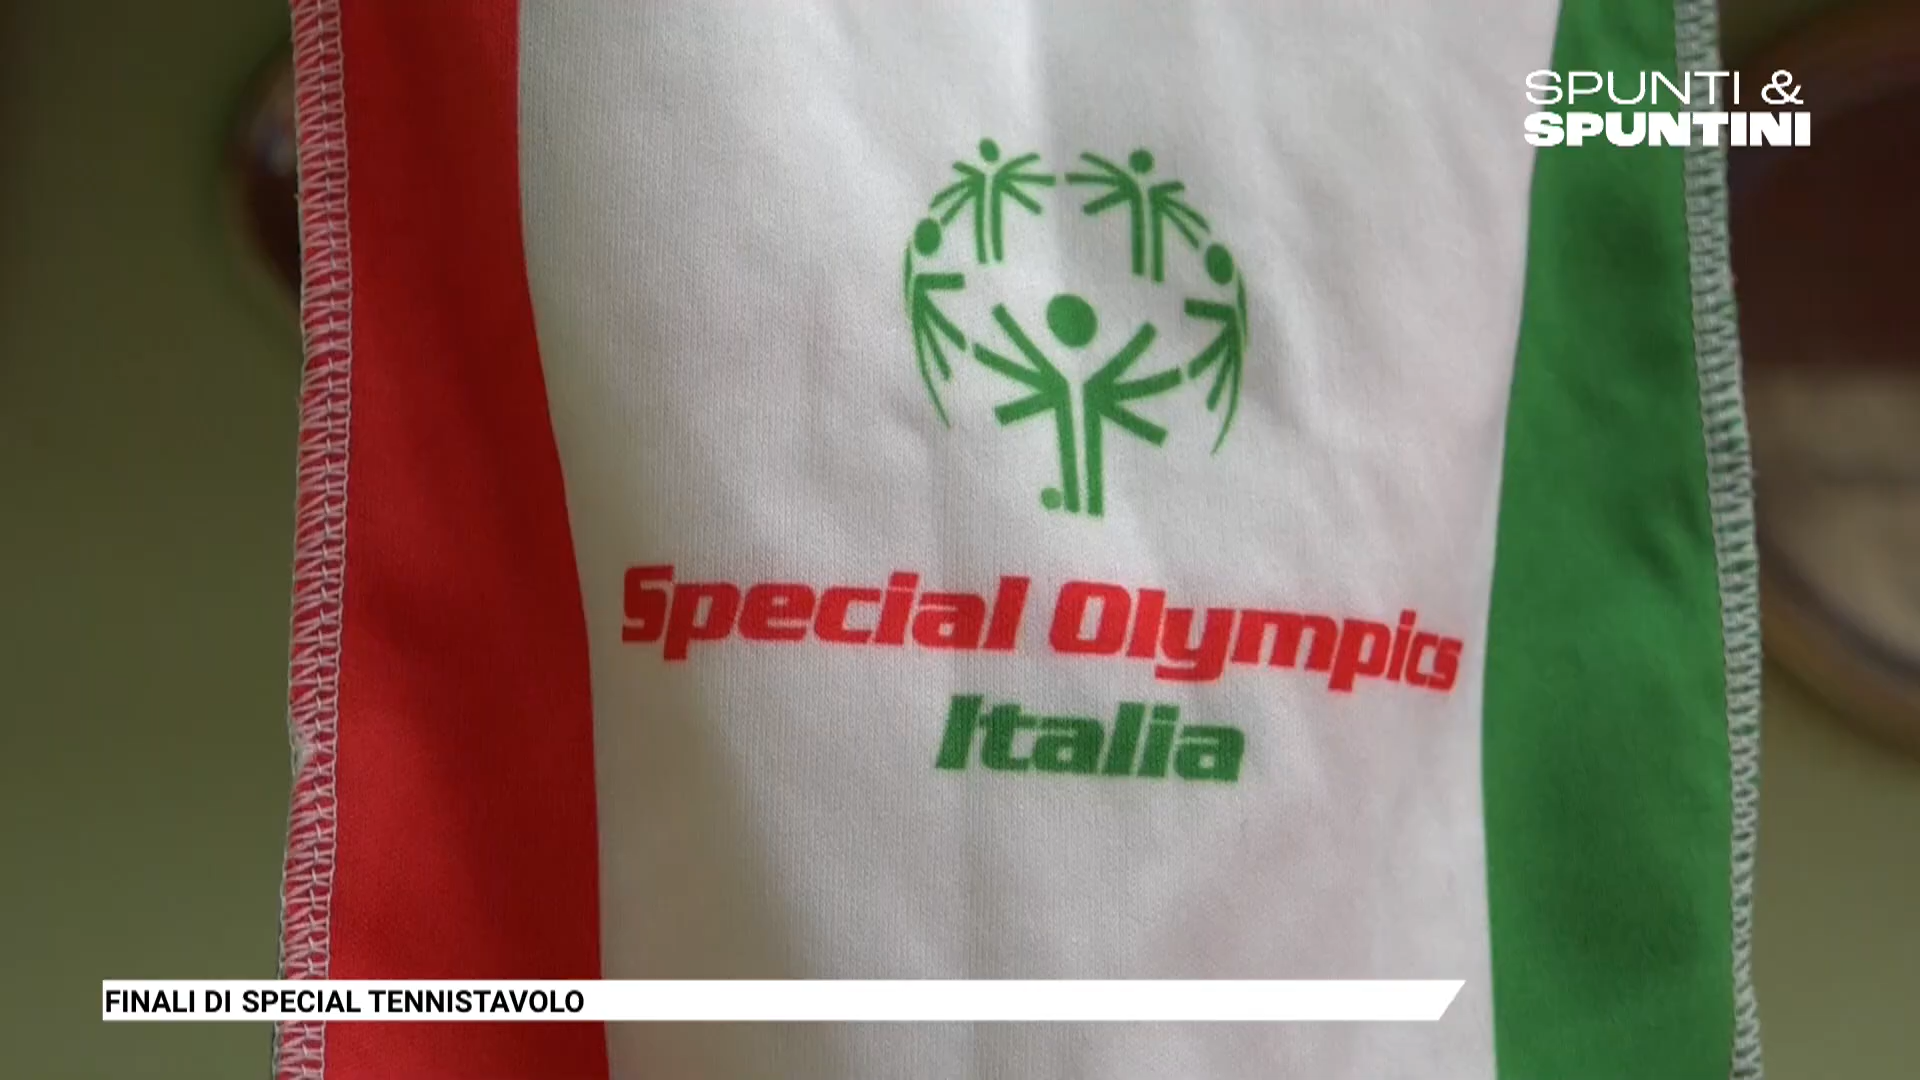 SPUNTI &
SPUNTINI
Special Olympics
Italia
FINALI DI SPECIAL TENNISTAVOLO